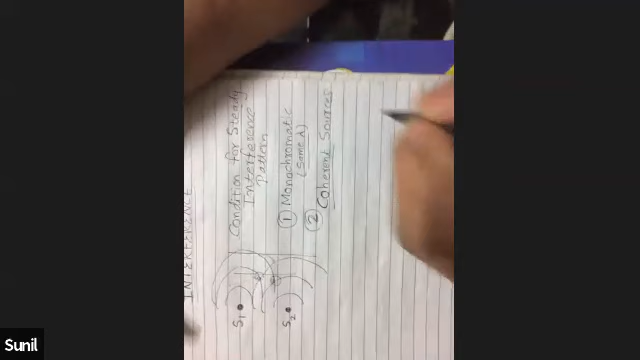 INTERFERENCE
Condition for Steady
Interference
Pattern
① Monochromatic
(Same λ)
② Coherent Sources
S₁
S₂
Sunil